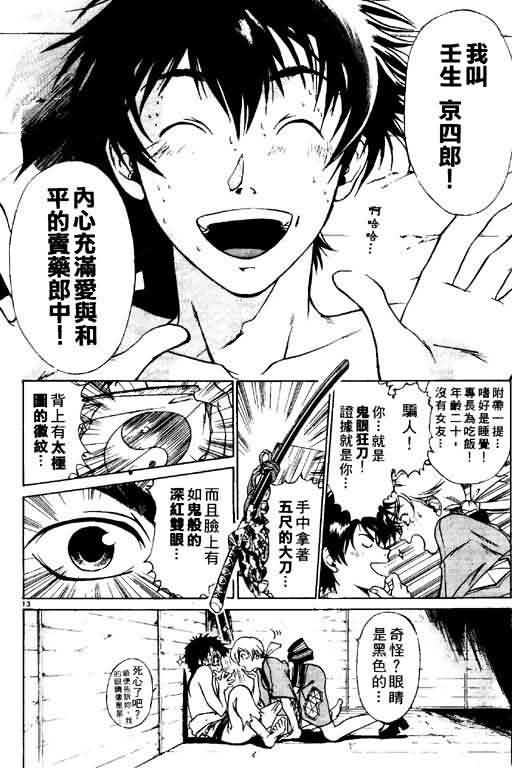 我叫
壬生 京四郎！
內心充滿愛與和
平的賣藥郎中！
啊
哈
哈…
附帶一提…
嗜好是睡覺！
專長為吃飯！
年齡二十。
沒有女友…
騙人！
你…就是
鬼眼狂刀！
證據就是你…
手中拿著
五尺的大刀…
背上有太極
圖的徽紋…
而且臉上有
如鬼般的
深紅雙眼…
13
奇怪？眼睛
是黑色的…
死心了吧？